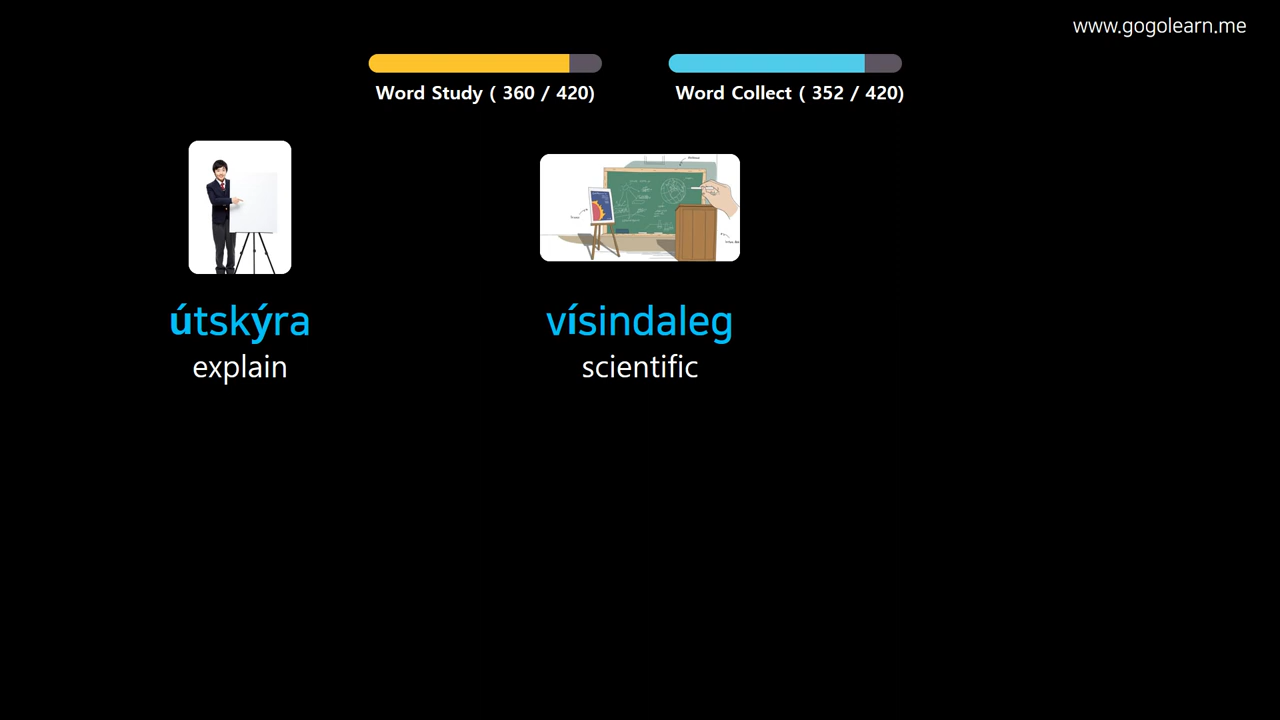 www.gogolearn.me
Word Study ( 360 / 420)
Word Collect ( 352 / 420)
útskýra
explain
vísindaleg
scientific